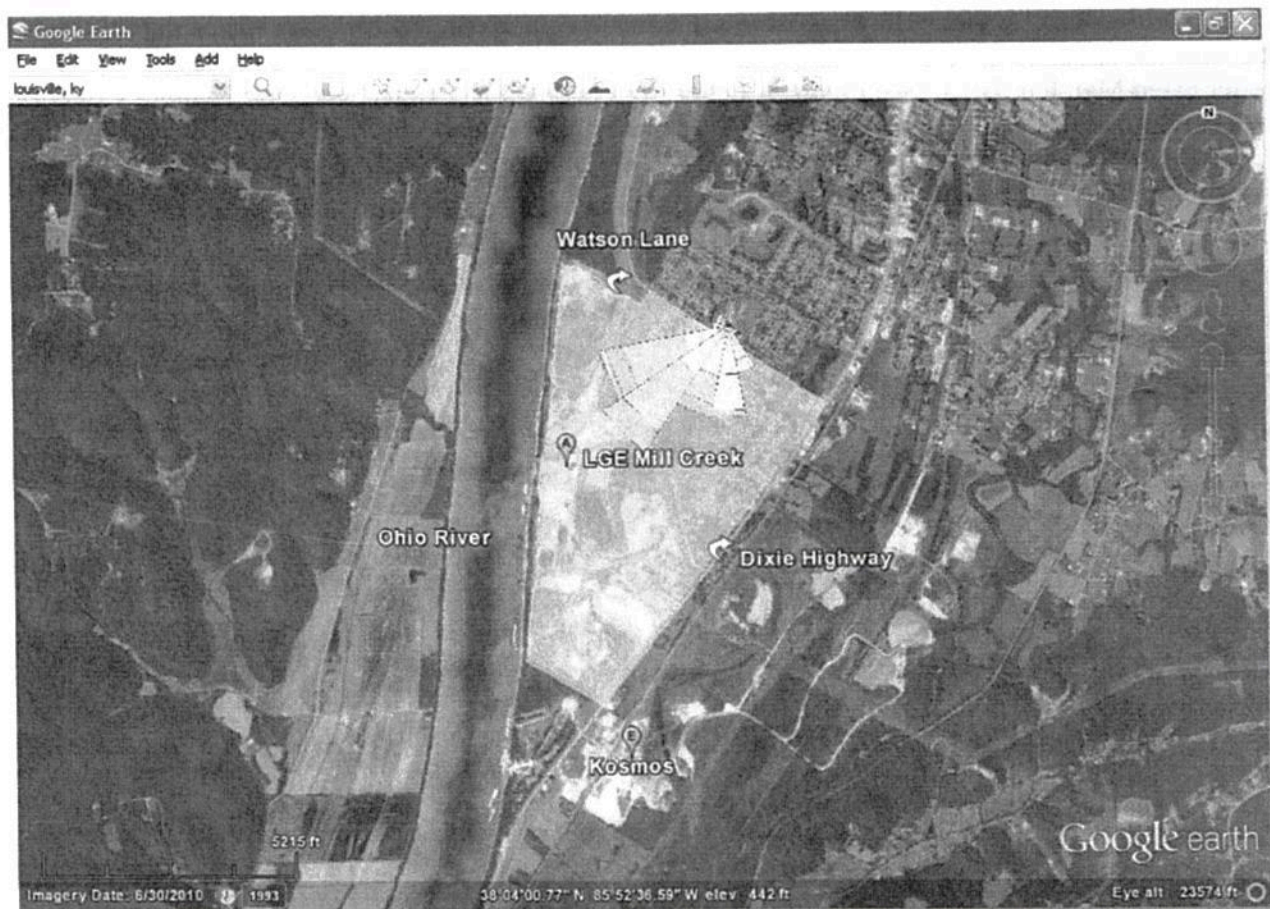 Google Earth
File Edit View Tools Add Help
louisville, ky
N
Watson Lane
A
LGE Mill Creek
Ohio River
Dixie Highway
E
Kosmos
5215 ft
Google earth
Imagery Date: 6/30/2010 1993 38°04'00.77" N 85°52'36.59" W elev 442 ft Eye alt 23574 ft